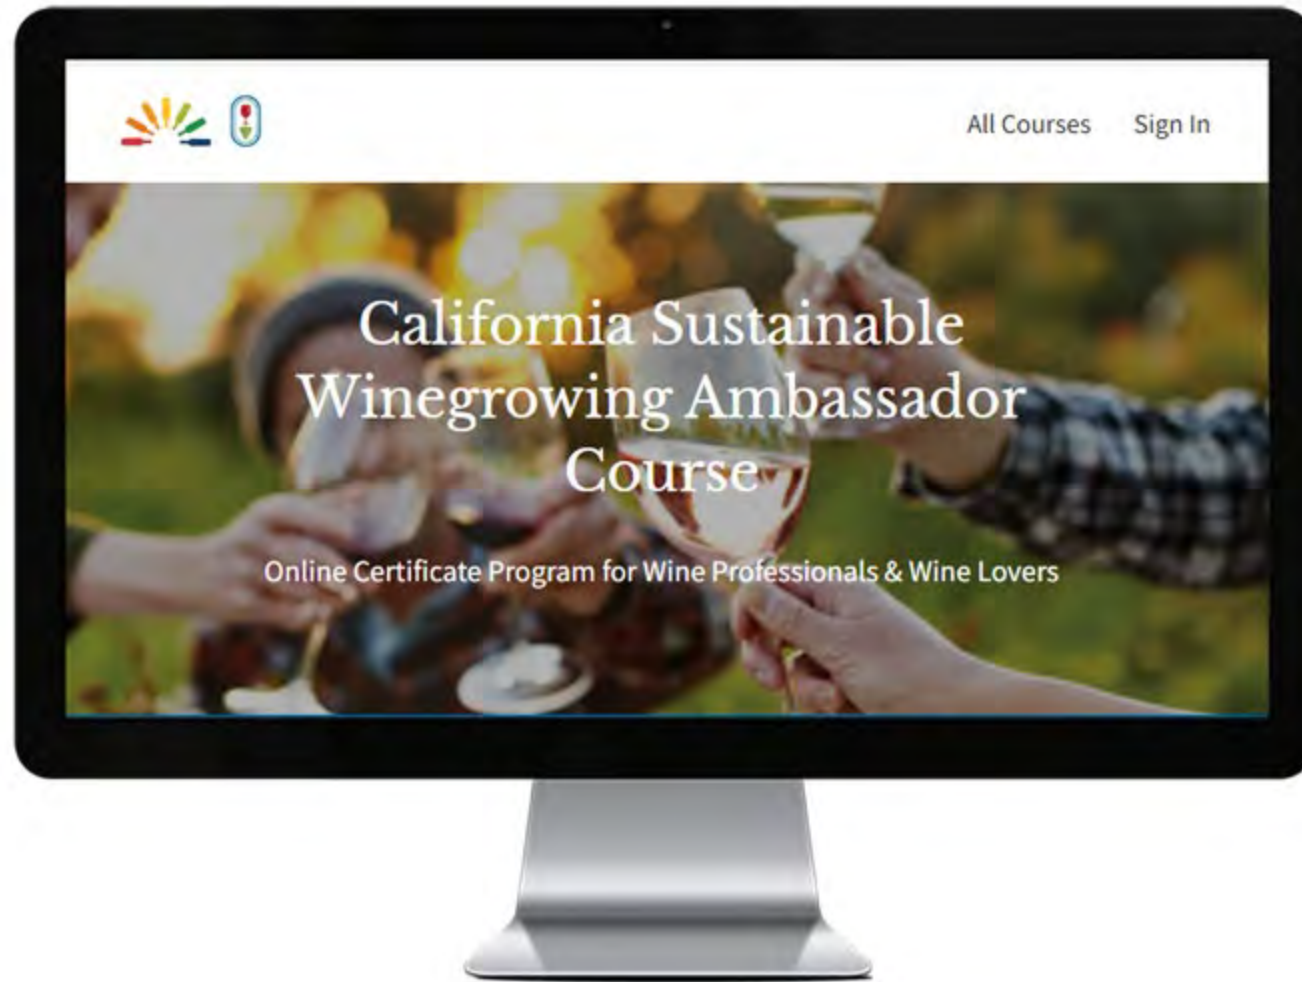 All Courses Sign In
California Sustainable
Winegrowing Ambassador
Course
Online Certificate Program for Wine Professionals & Wine Lovers